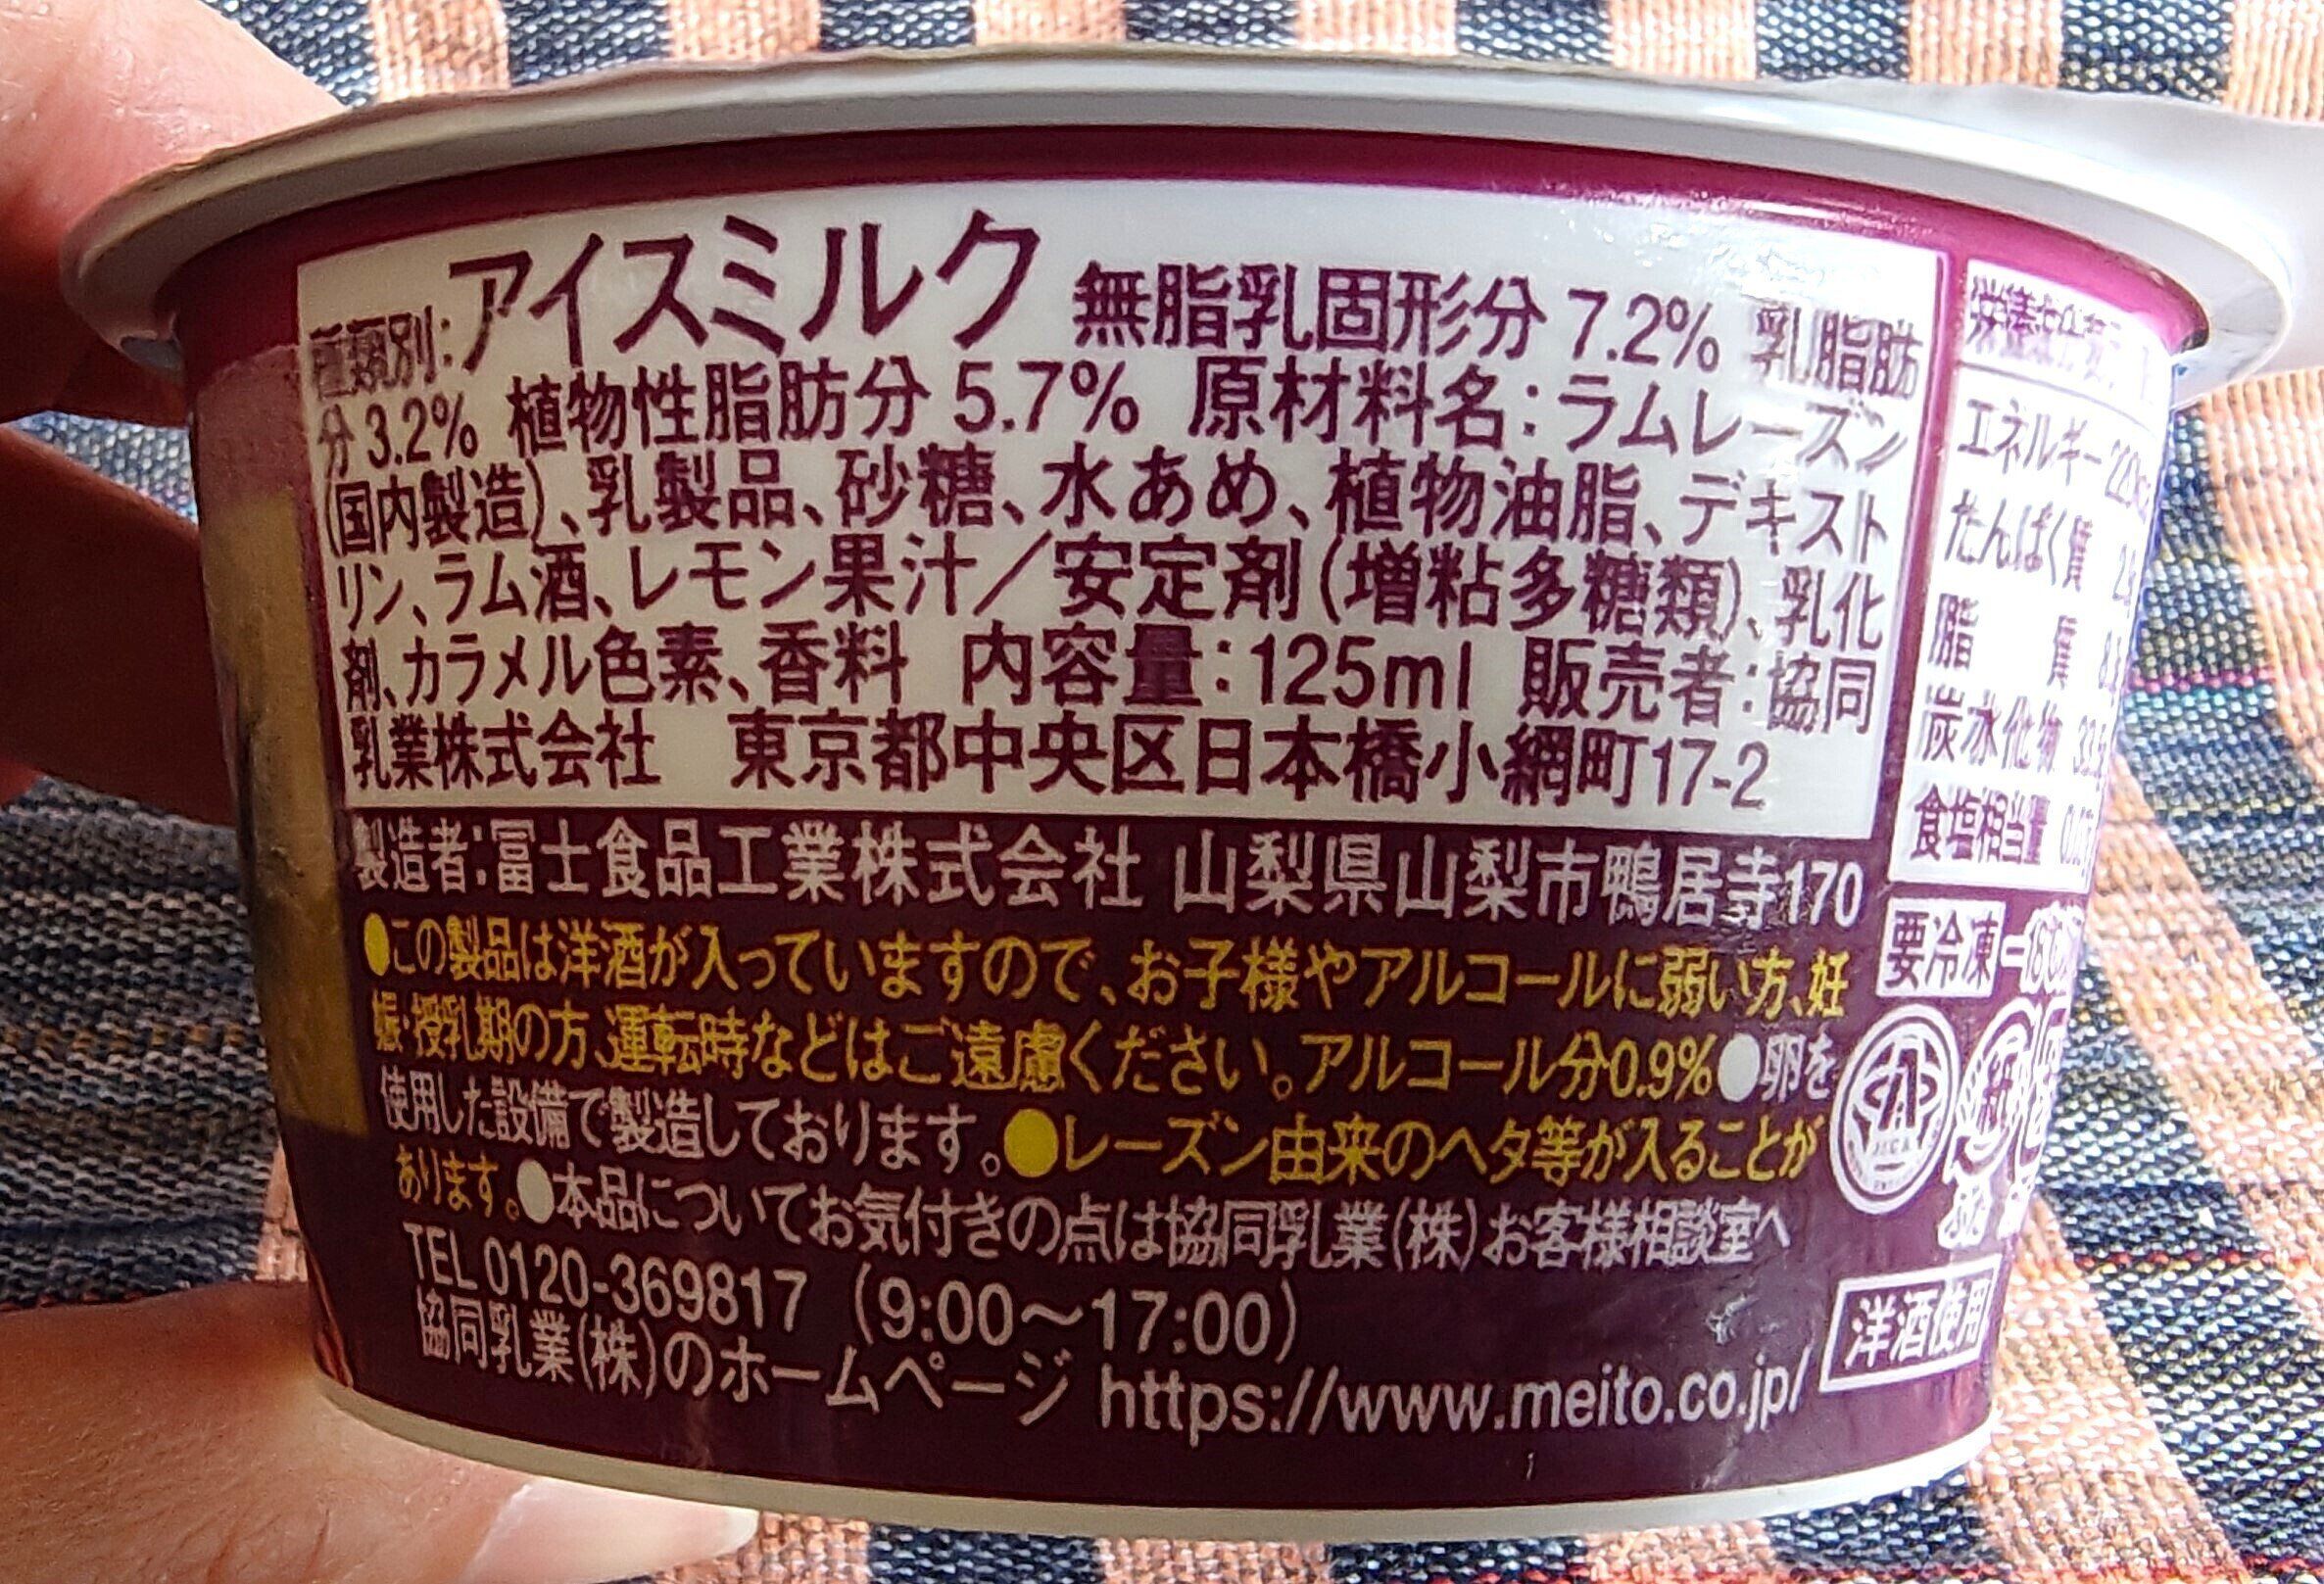 種類別:アイスミルク 無脂乳固形分 7.2% 乳脂肪
分 3.2% 植物性脂肪分 5.7% 原材料名:ラムレーズン
(国内製造)、乳製品、砂糖、水あめ、植物油脂、デキスト
リン、ラム酒、レモン果汁/安定剤(増粘多糖類)、乳化
剤、カラメル色素、香料 内容量:125ml 販売者:協同
乳業株式会社 東京都中央区日本橋小網町17-2
製造者:冨士食品工業株式会社 山梨県山梨市鴨居寺170
●この製品は洋酒が入っていますので、お子様やアルコールに弱い方、妊
娠・授乳期の方、運転時などはご遠慮ください。アルコール分0.9%●卵を
使用した設備で製造しております。●レーズン由来のヘタ等が入ることが
あります。●本品についてお気付きの点は協同乳業(株)お客様相談室へ
TEL 0120-369817 (9:00〜17:00)
協同乳業(株)のホームページ https://www.meito.co.jp/
エネルギー
たんぱく質
脂 質
炭水化物
食塩相当量
要冷凍
洋酒使用